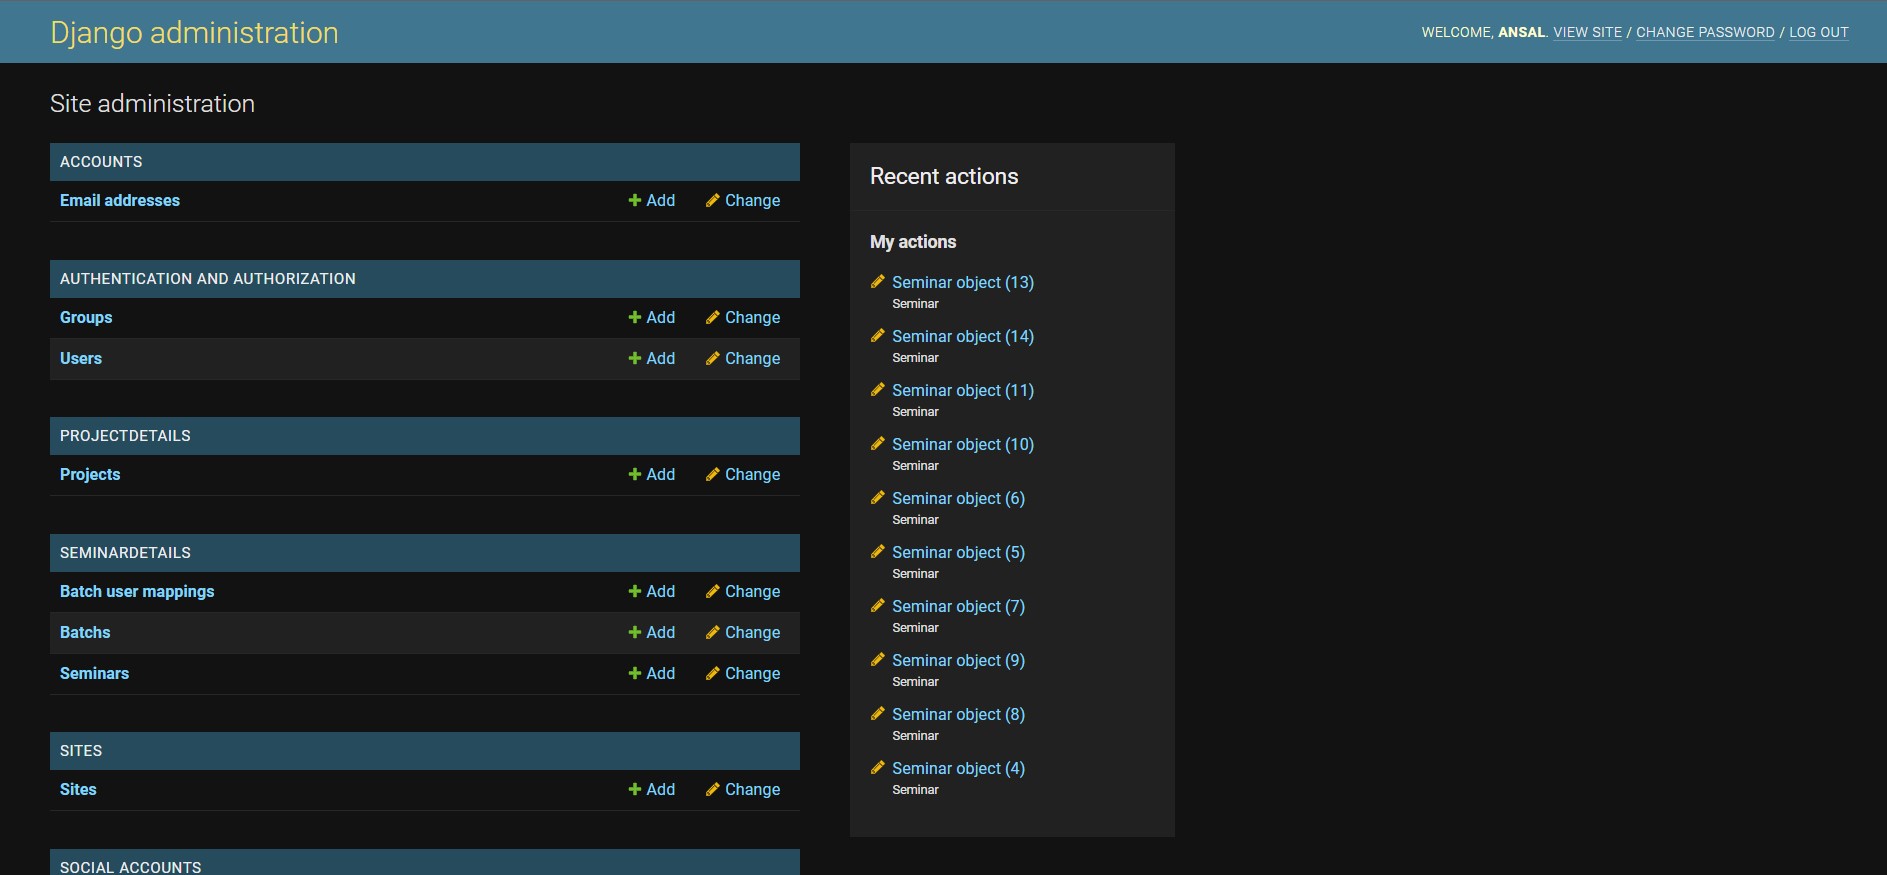 Django administration
WELCOME, ANSAL. VIEW SITE / CHANGE PASSWORD / LOG OUT
Site administration
ACCOUNTS
Email addresses Add Change
AUTHENTICATION AND AUTHORIZATION
Groups Add Change
Users Add Change
PROJECTDETAILS
Projects Add Change
SEMINARDETAILS
Batch user mappings Add Change
Batchs Add Change
Seminars Add Change
SITES
Sites Add Change
SOCIAL ACCOUNTS
Recent actions
My actions
Seminar object (13)
Seminar
Seminar object (14)
Seminar
Seminar object (11)
Seminar
Seminar object (10)
Seminar
Seminar object (6)
Seminar
Seminar object (5)
Seminar
Seminar object (7)
Seminar
Seminar object (9)
Seminar
Seminar object (8)
Seminar
Seminar object (4)
Seminar